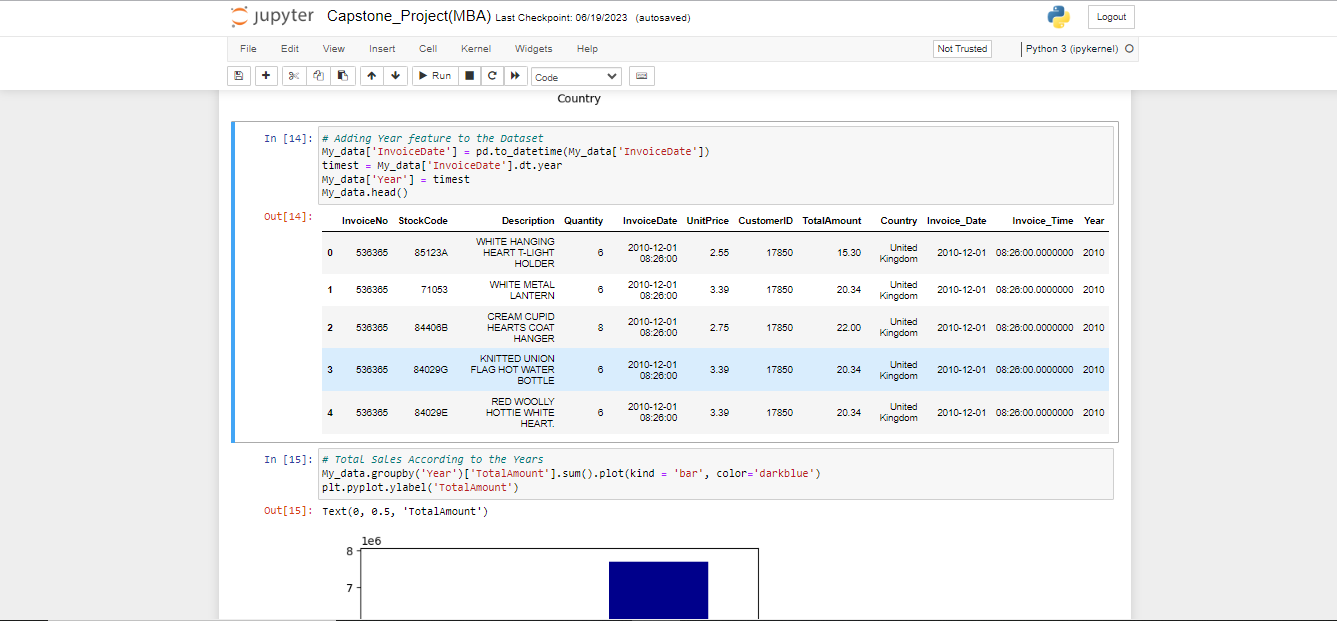 jupyter Capstone_Project(MBA) Last Checkpoint: 06/19/2023 (autosaved)
Logout
File Edit View Insert Cell Kernel Widgets Help
Not Trusted Python 3 (ipykernel)
Run Code
Country
In [14]: # Adding Year feature to the Dataset
My_data['InvoiceDate'] = pd.to_datetime(My_data['InvoiceDate'])
timest = My_data['InvoiceDate'].dt.year
My_data['Year'] = timest
My_data.head()
Out[14]:
InvoiceNo StockCode Description Quantity InvoiceDate UnitPrice CustomerID TotalAmount Country Invoice_Date Invoice_Time Year
0 536365 85123A WHITE HANGING HEART T-LIGHT HOLDER 6 2010-12-01 08:26:00 2.55 17850 15.30 United Kingdom 2010-12-01 08:26:00.0000000 2010
1 536365 71053 WHITE METAL LANTERN 6 2010-12-01 08:26:00 3.39 17850 20.34 United Kingdom 2010-12-01 08:26:00.0000000 2010
2 536365 84406B CREAM CUPID HEARTS COAT HANGER 8 2010-12-01 08:26:00 2.75 17850 22.00 United Kingdom 2010-12-01 08:26:00.0000000 2010
3 536365 84029G KNITTED UNION FLAG HOT WATER BOTTLE 6 2010-12-01 08:26:00 3.39 17850 20.34 United Kingdom 2010-12-01 08:26:00.0000000 2010
4 536365 84029E RED WOOLLY HOTTIE WHITE HEART. 6 2010-12-01 08:26:00 3.39 17850 20.34 United Kingdom 2010-12-01 08:26:00.0000000 2010
In [15]: # Total Sales According to the Years
My_data.groupby('Year')['TotalAmount'].sum().plot(kind = 'bar', color='darkblue')
plt.pyplot.ylabel('TotalAmount')
Out[15]: Text(0, 0.5, 'TotalAmount')
1e6
8
7